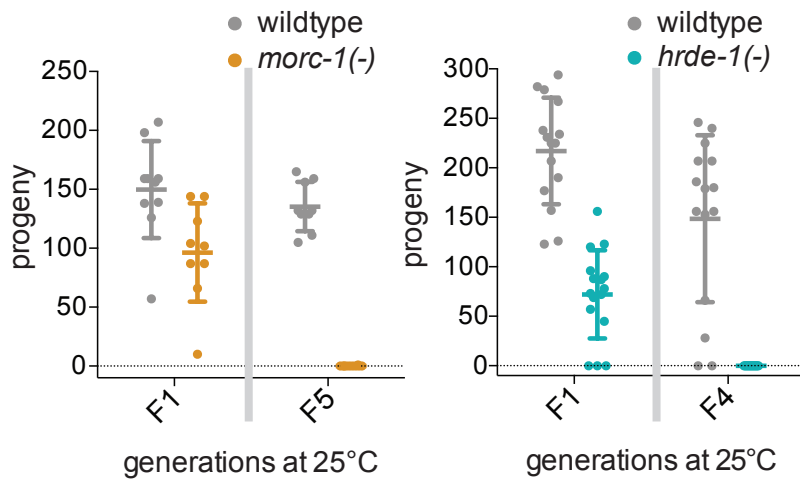 wildtype
morc-1(-)
250
200
150
100
50
0
progeny
F1
F5
generations at 25°C
wildtype
hrde-1(-)
300
250
200
150
100
50
0
progeny
F1
F4
generations at 25°C